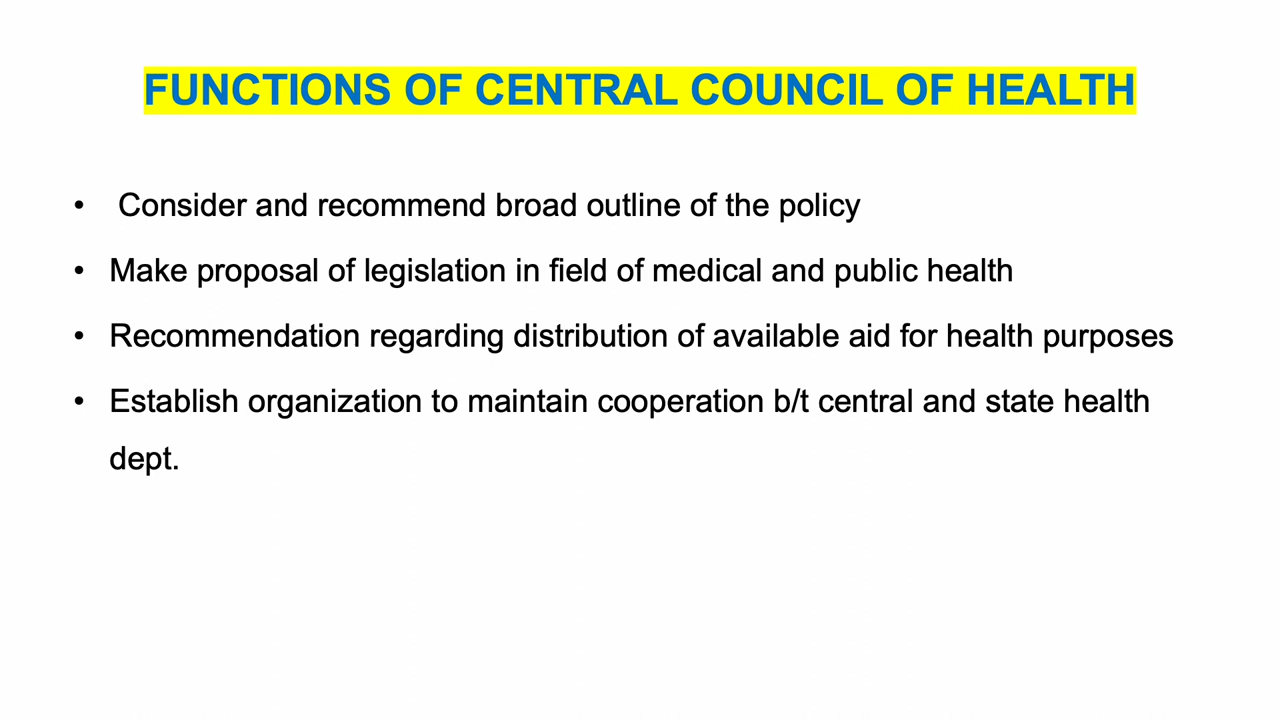 FUNCTIONS OF CENTRAL COUNCIL OF HEALTH
• Consider and recommend broad outline of the policy
• Make proposal of legislation in field of medical and public health
• Recommendation regarding distribution of available aid for health purposes
• Establish organization to maintain cooperation b/t central and state health
dept.